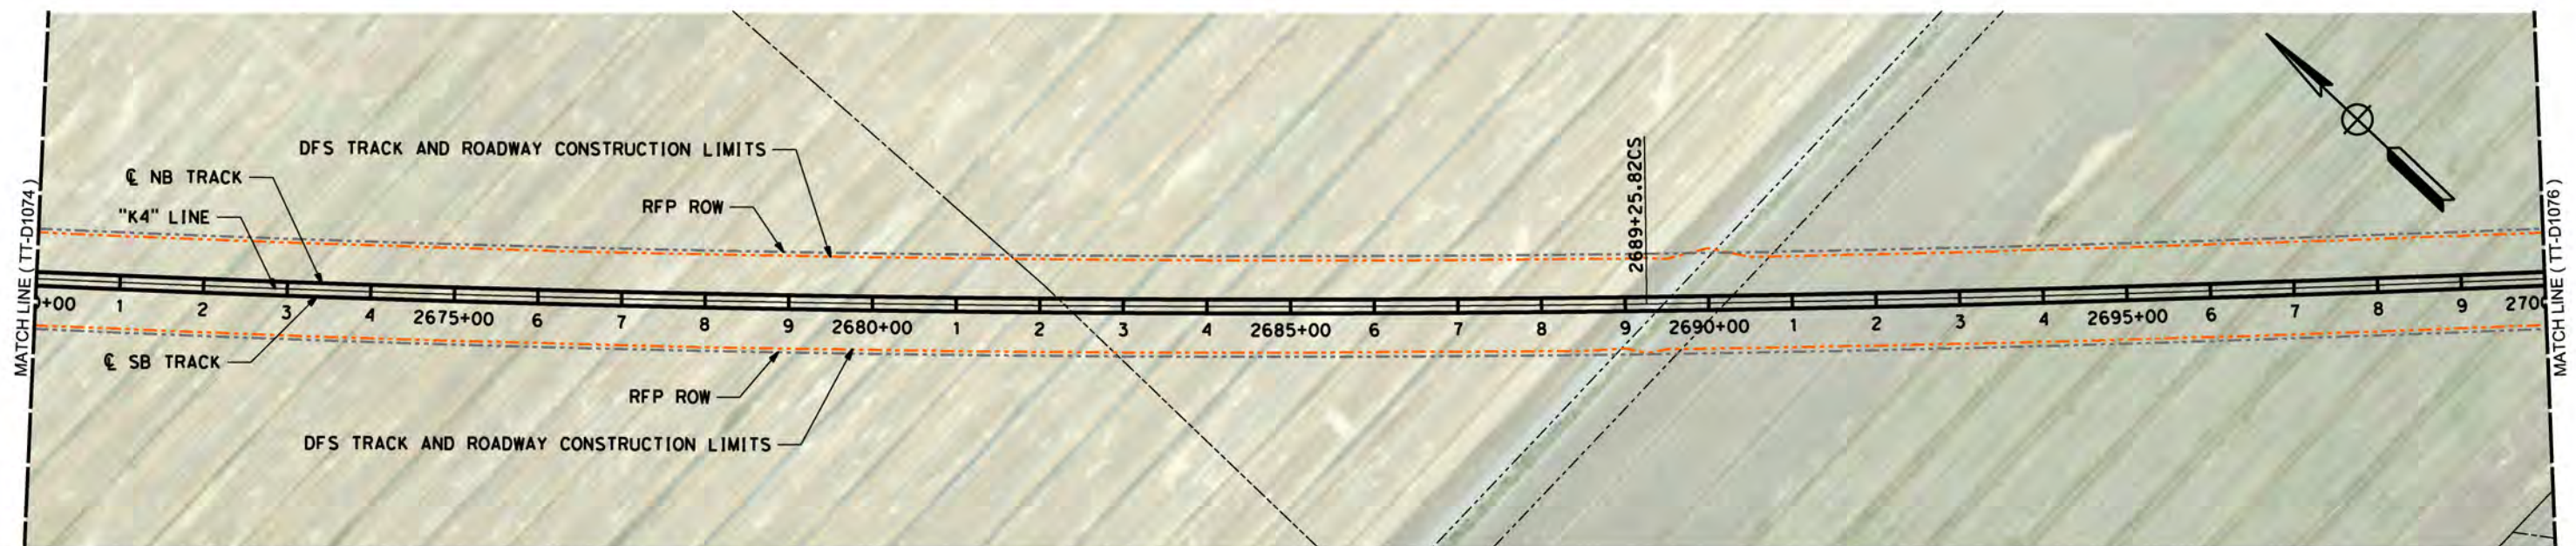 DFS TRACK AND ROADWAY CONSTRUCTION LIMITS
℄ NB TRACK
RFP ROW
"K4" LINE
2689+25.82CS
MATCH LINE ( TT-D1074 )
MATCH LINE ( TT-D1076 )
+00 1 2 3 4 2675+00 6 7 8 9 2680+00 1 2 3 4 2685+00 6 7 8 9 2690+00 1 2 3 4 2695+00 6 7 8 9 2700
℄ SB TRACK
RFP ROW
DFS TRACK AND ROADWAY CONSTRUCTION LIMITS